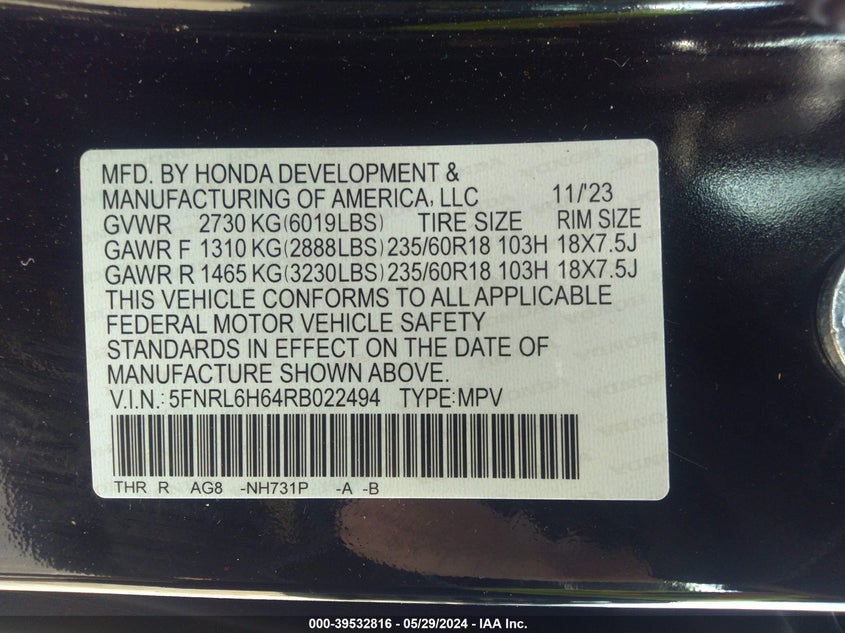 MFD. BY HONDA DEVELOPMENT &
MANUFACTURING OF AMERICA, LLC 11/'23
GVWR 2730 KG(6019LBS) TIRE SIZE RIM SIZE
GAWR F 1310 KG(2888LBS) 235/60R18 103H 18X7.5J
GAWR R 1465 KG(3230LBS) 235/60R18 103H 18X7.5J
THIS VEHICLE CONFORMS TO ALL APPLICABLE
FEDERAL MOTOR VEHICLE SAFETY
STANDARDS IN EFFECT ON THE DATE OF
MANUFACTURE SHOWN ABOVE.
V.I.N.: 5FNRL6H64RB022494 TYPE:MPV
THR R AG8 -NH731P -A -B
000-39532816 - 05/29/2024 - IAA Inc.